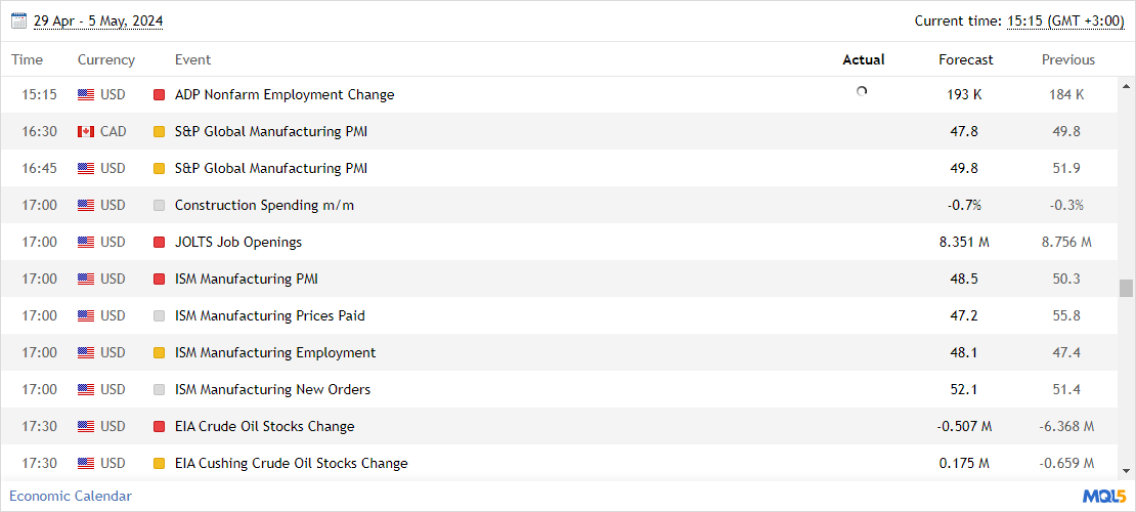 29 Apr - 5 May, 2024 Current time: 15:15 (GMT +3:00)
Time Currency Event Actual Forecast Previous
15:15 USD ADP Nonfarm Employment Change 193 K 184 K
16:30 CAD S&P Global Manufacturing PMI 47.8 49.8
16:45 USD S&P Global Manufacturing PMI 49.8 51.9
17:00 USD Construction Spending m/m -0.7% -0.3%
17:00 USD JOLTS Job Openings 8.351 M 8.756 M
17:00 USD ISM Manufacturing PMI 48.5 50.3
17:00 USD ISM Manufacturing Prices Paid 47.2 55.8
17:00 USD ISM Manufacturing Employment 48.1 47.4
17:00 USD ISM Manufacturing New Orders 52.1 51.4
17:30 USD EIA Crude Oil Stocks Change -0.507 M -6.368 M
17:30 USD EIA Cushing Crude Oil Stocks Change 0.175 M -0.659 M
Economic Calendar MQL5